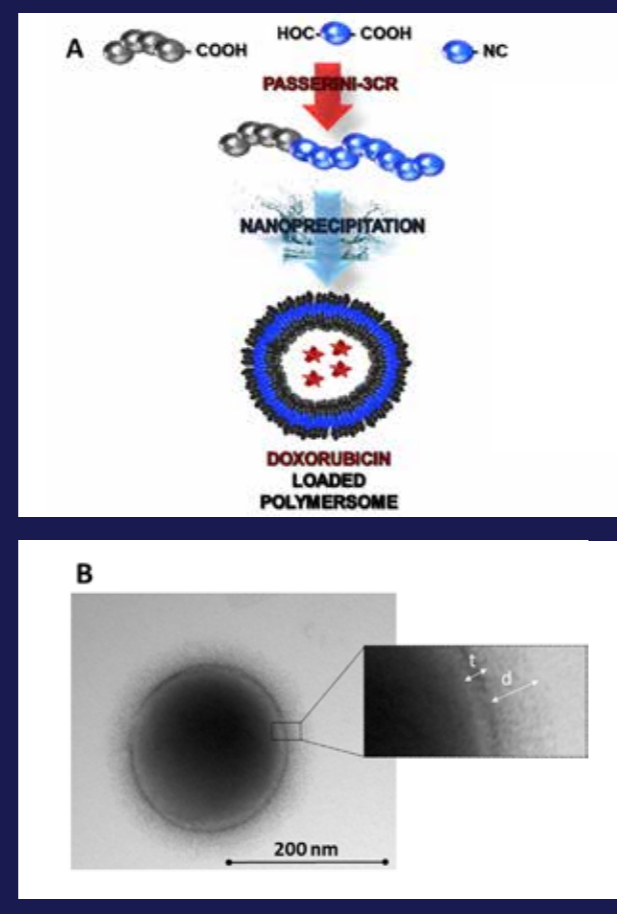 A
COOH
HOC- COOH
NC
PASSERINI-3CR
NANOPRECIPITATION
DOXORUBICIN
LOADED
POLYMERSOME
B
t
d
200 nm